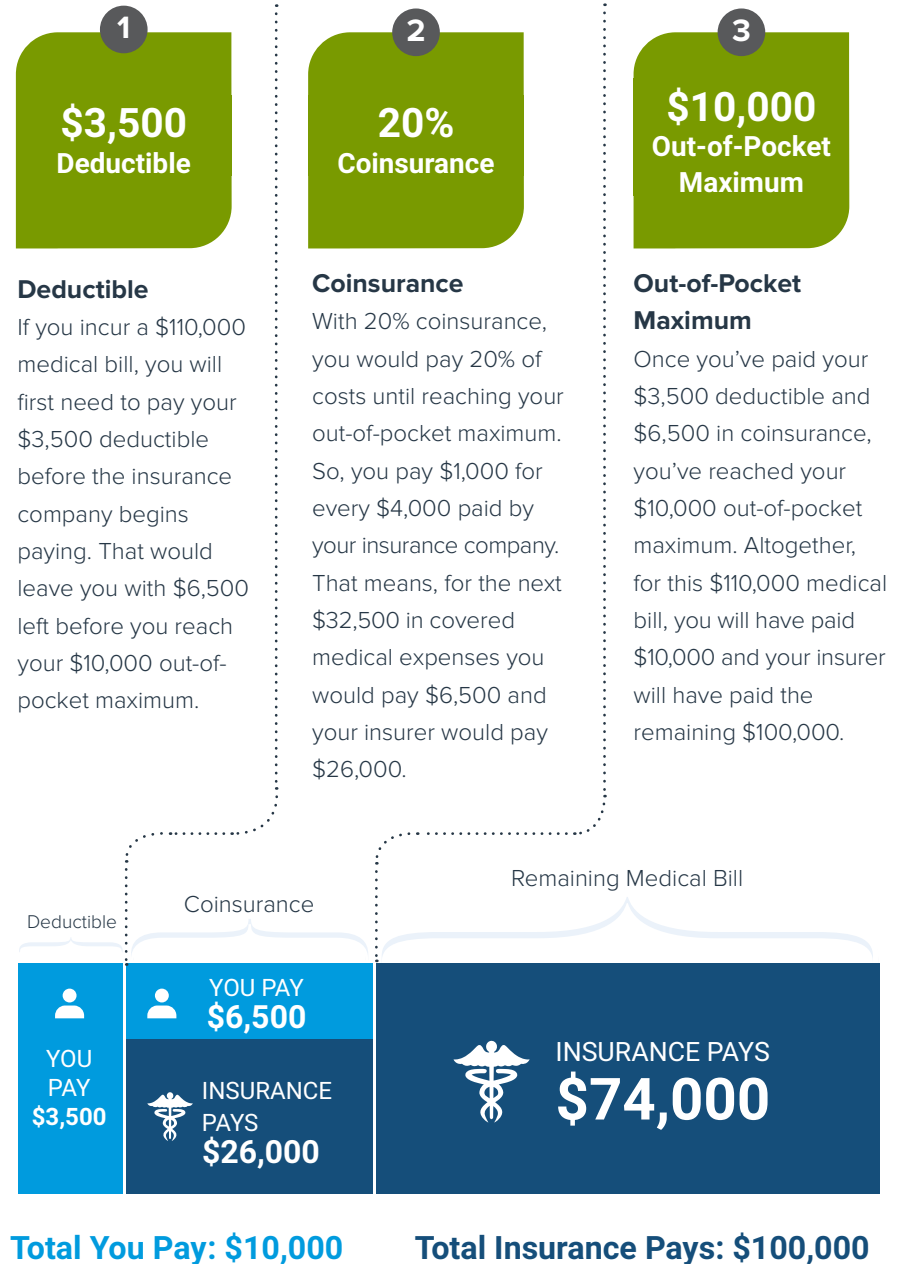 1
$3,500
Deductible
Deductible
If you incur a $110,000
medical bill, you will
first need to pay your
$3,500 deductible
before the insurance
company begins
paying. That would
leave you with $6,500
left before you reach
your $10,000 out-of-
pocket maximum.
2
20%
Coinsurance
Coinsurance
With 20% coinsurance,
you would pay 20% of
costs until reaching your
out-of-pocket maximum.
So, you pay $1,000 for
every $4,000 paid by
your insurance company.
That means, for the next
$32,500 in covered
medical expenses you
would pay $6,500 and
your insurer would pay
$26,000.
3
$10,000
Out-of-Pocket
Maximum
Out-of-Pocket
Maximum
Once you’ve paid your
$3,500 deductible and
$6,500 in coinsurance,
you’ve reached your
$10,000 out-of-pocket
maximum. Altogether,
for this $110,000 medical
bill, you will have paid
$10,000 and your insurer
will have paid the
remaining $100,000.
Deductible
YOU
PAY
$3,500
Coinsurance
YOU PAY
$6,500
INSURANCE
PAYS
$26,000
Remaining Medical Bill
INSURANCE PAYS
$74,000
Total You Pay: $10,000
Total Insurance Pays: $100,000